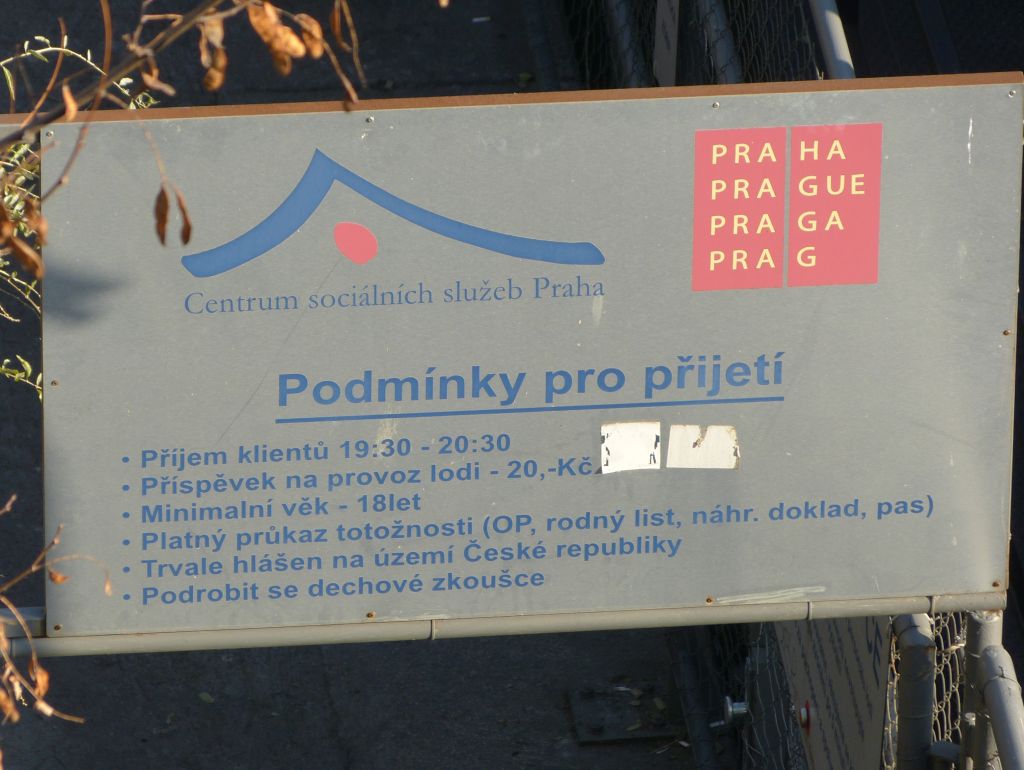 Centrum sociálních služeb Praha
PRA HA
PRA GUE
PRA GA
PRA G
Podmínky pro přijetí
• Příjem klientů 19:30 - 20:30
• Příspěvek na provoz lodi - 20,-Kč
• Minimalní věk - 18let
• Platný průkaz totožnosti (OP, rodný list, náhr. doklad, pas)
• Trvale hlášen na území České republiky
• Podrobit se dechové zkoušce